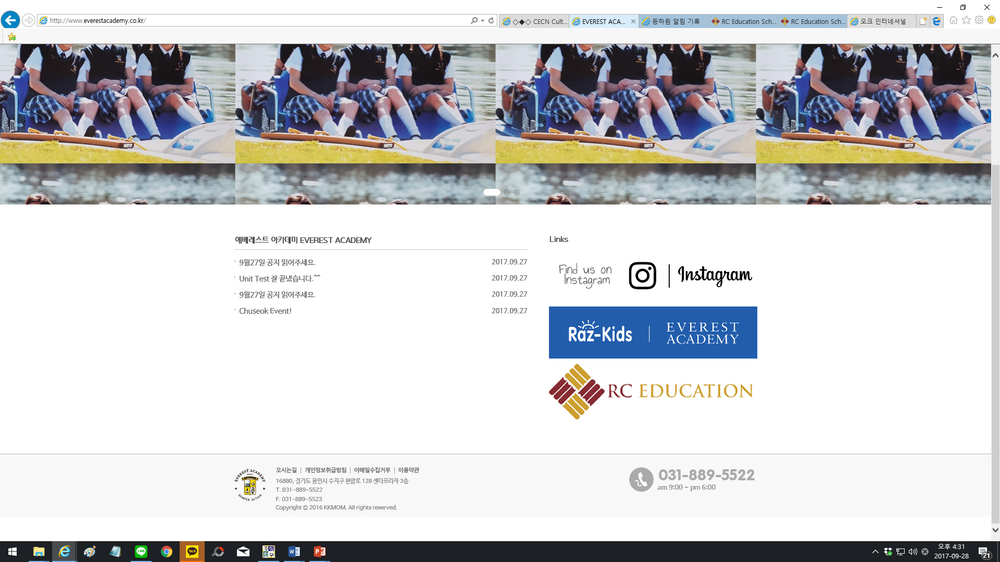 http://www.everestacademy.co.kr/
◇◆◇ CECN Cult...
EVEREST ACA...
등하원 알림 기록
RC Education Sch...
RC Education Sch...
오크 인터네셔널
에베레스트 아카데미 EVEREST ACADEMY
9월27일 공지 읽어주세요. 2017.09.27
Unit Test 잘 끝냈습니다.^^ 2017.09.27
9월27일 공지 읽어주세요. 2017.09.27
Chuseok Event! 2017.09.27
Links
Find us on
Instagram
Instagram
Raz-Kids
EVEREST
ACADEMY
RC EDUCATION
EVEREST ACADEMY
SEMPER ALTIUS
오시는길 | 개인정보취급방침 | 이메일수집거부 | 이용약관
16880, 경기도 용인시 수지구 현암로 128 센타프라자 3층
T. 031-889-5522
F. 031-889-5523
Copyright © 2016 KKMOM. All rights reserved.
031-889-5522
am 9:00 ~ pm 6:00
LINE
TALK
중심
업무
오후 4:31
2017-09-28
21